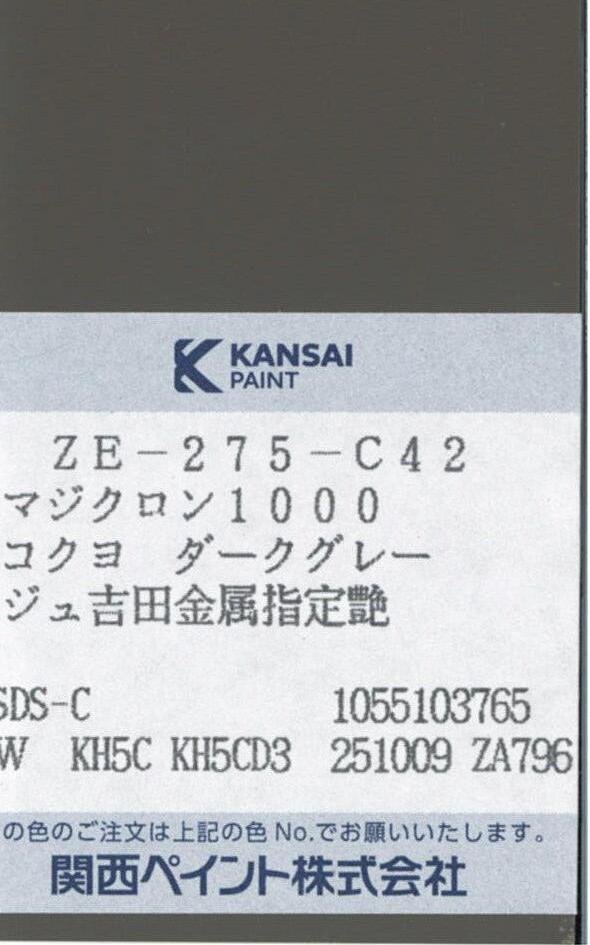 KANSAI
PAINT
ZE-275-C42
マジクロン1000
コクヨ ダークグレー
ジュ吉田金属指定艶
SDS-C 1055103765
W KH5C KH5CD3 251009 ZA796
の色のご注文は上記の色No.でお願いいたします。
関西ペイント株式会社